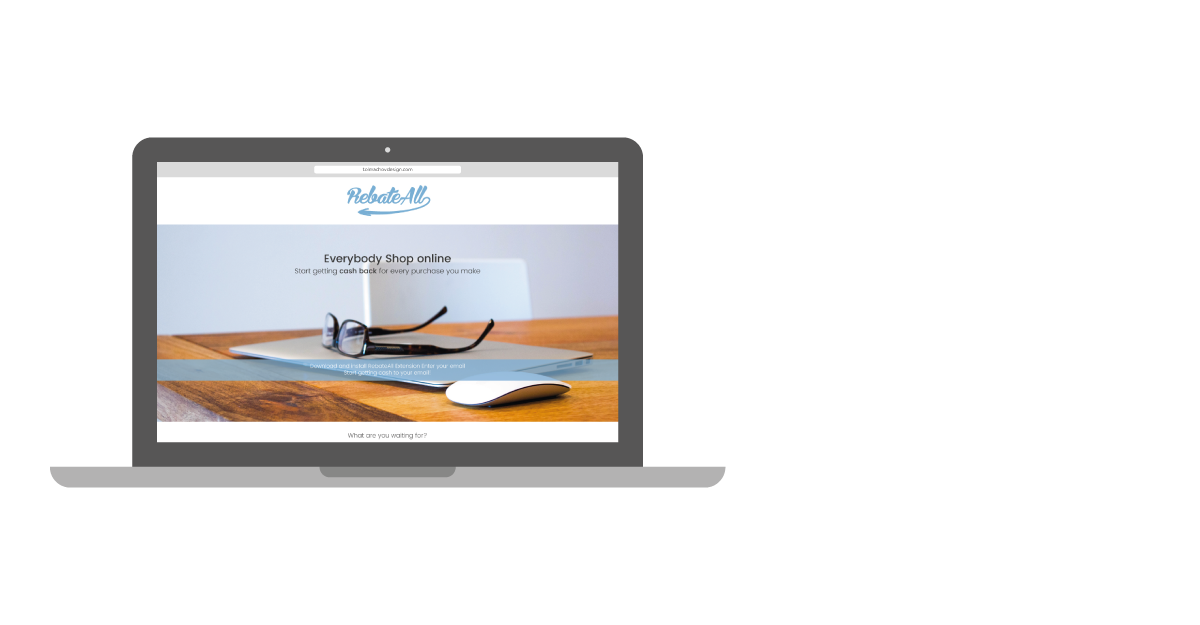 RebateAll
Everybody Shop online
Start getting cash back for every purchase you make
Download and Install RebateAll Extension Enter your email
Start getting cash to your email!
What are you waiting for?